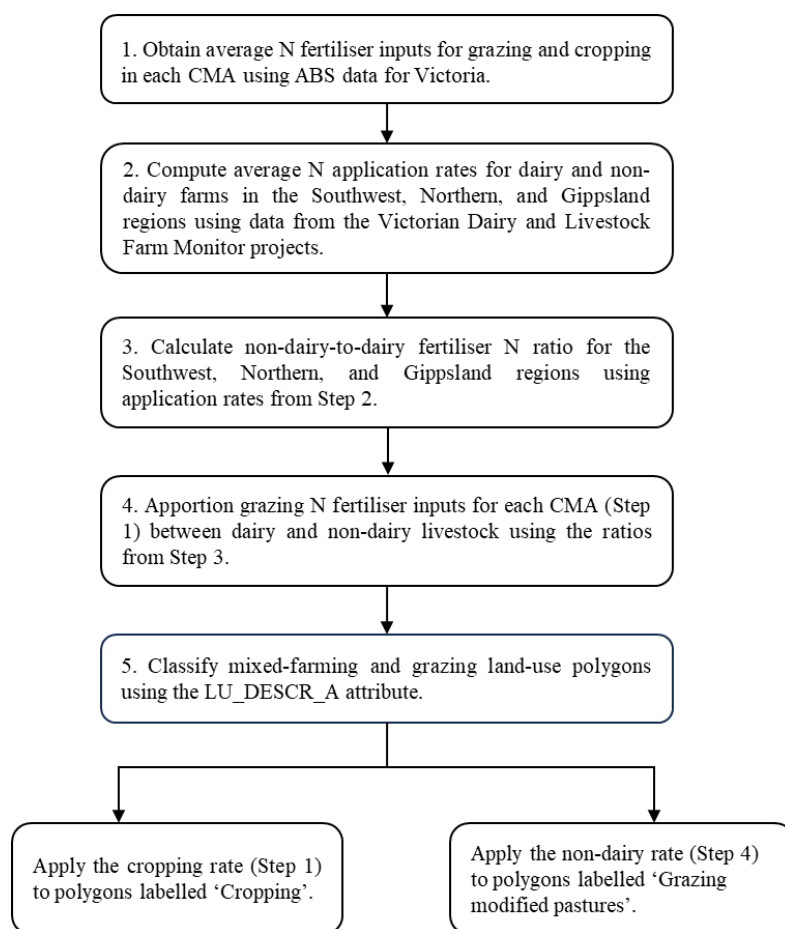 1. Obtain average N fertiliser inputs for grazing and cropping
in each CMA using ABS data for Victoria.
2. Compute average N application rates for dairy and non-
dairy farms in the Southwest, Northern, and Gippsland
regions using data from the Victorian Dairy and Livestock
Farm Monitor projects.
3. Calculate non-dairy-to-dairy fertiliser N ratio for the
Southwest, Northern, and Gippsland regions using
application rates from Step 2.
4. Apportion grazing N fertiliser inputs for each CMA (Step
1) between dairy and non-dairy livestock using the ratios
from Step 3.
5. Classify mixed-farming and grazing land-use polygons
using the LU_DESCR_A attribute.
Apply the cropping rate (Step 1)
to polygons labelled ‘Cropping’.
Apply the non-dairy rate (Step 4)
to polygons labelled ‘Grazing
modified pastures’.